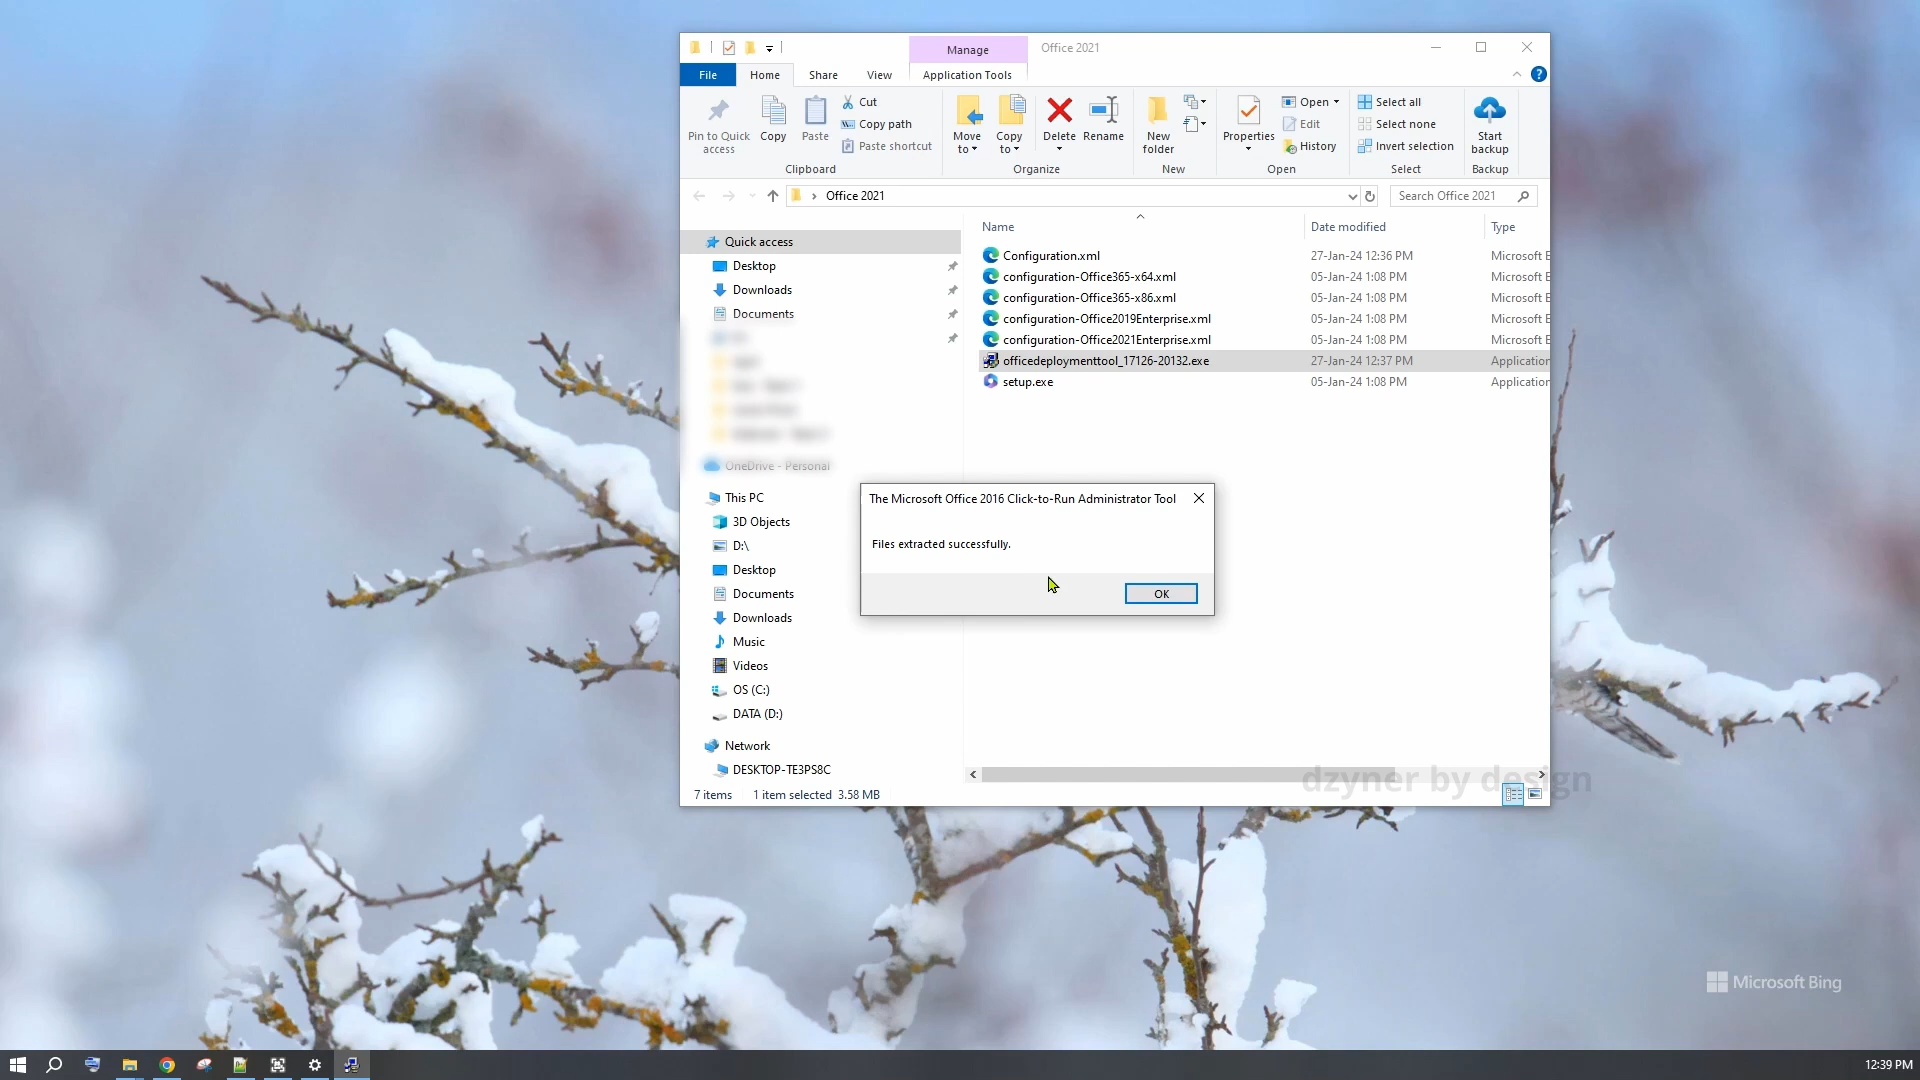 Manage
Office 2021
File
Home
Share
View
Application Tools
Pin to Quick access
Copy
Paste
Cut
Copy path
Paste shortcut
Clipboard
Move to
Copy to
Delete
Rename
Organize
New folder
New
Properties
Open
Edit
History
Open
Select all
Select none
Invert selection
Select
Start backup
Backup
Office 2021
Search Office 2021
Name
Date modified
Type
Configuration.xml 27-Jan-24 12:36 PM Microsoft E
configuration-Office365-x64.xml 05-Jan-24 1:08 PM Microsoft E
configuration-Office365-x86.xml 05-Jan-24 1:08 PM Microsoft E
configuration-Office2019Enterprise.xml 05-Jan-24 1:08 PM Microsoft E
configuration-Office2021Enterprise.xml 05-Jan-24 1:08 PM Microsoft E
officedeploymenttool_17126-20132.exe 27-Jan-24 12:37 PM Application
setup.exe 05-Jan-24 1:08 PM Application
Quick access
Desktop
Downloads
Documents
OneDrive - Personal
This PC
3D Objects
D:\
Desktop
Documents
Downloads
Music
Videos
OS (C:)
DATA (D:)
Network
DESKTOP-TE3PS8C
The Microsoft Office 2016 Click-to-Run Administrator Tool
Files extracted successfully.
OK
dzyner by design
7 items 1 item selected 3.58 MB
Microsoft Bing
12:39 PM